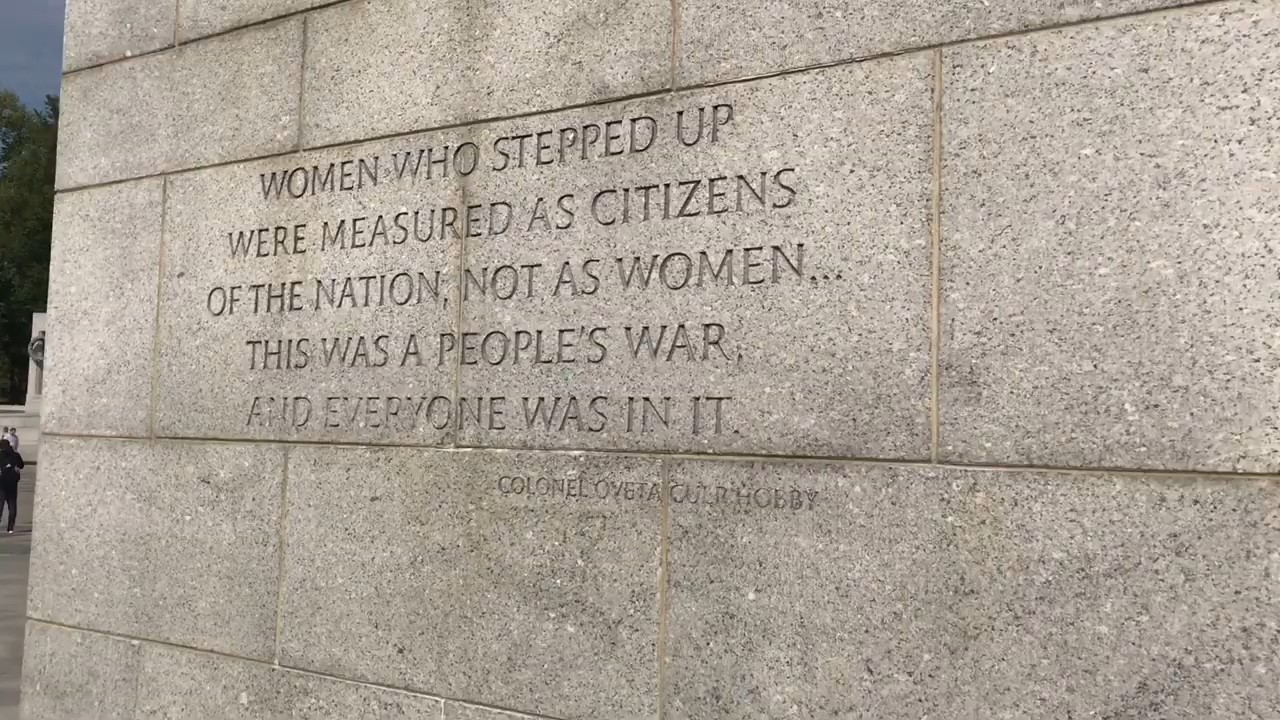 WOMEN WHO STEPPED UP
WERE MEASURED AS CITIZENS
OF THE NATION, NOT AS WOMEN...
THIS WAS A PEOPLE'S WAR,
AND EVERYONE WAS IN IT.
COLONEL OVETA CULP HOBBY